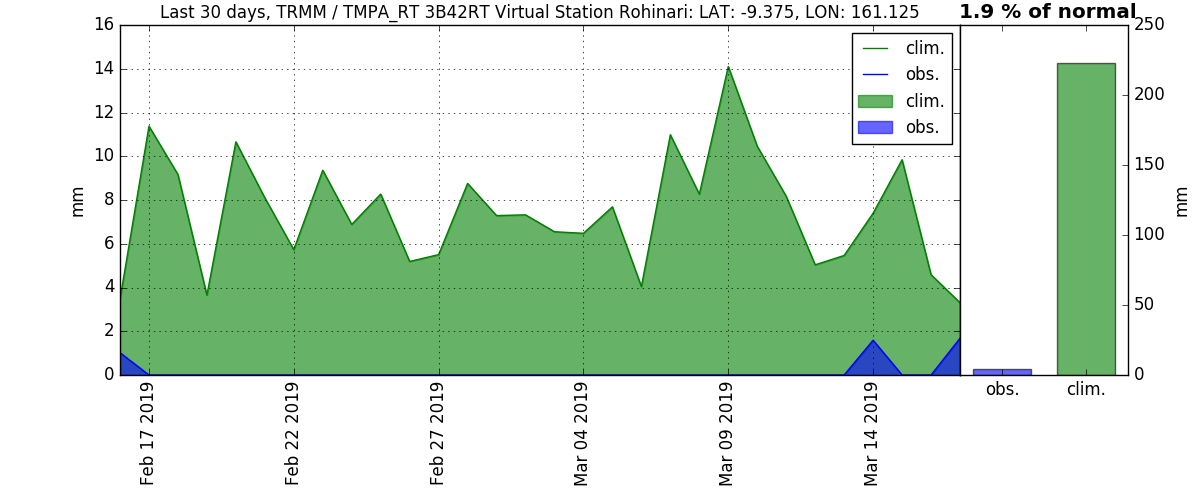 Last 30 days, TRMM / TMPA_RT 3B42RT Virtual Station Rohinari: LAT: -9.375, LON: 161.125
1.9 % of normal
16
14
12
10
8
6
4
2
0
mm
clim.
obs.
clim.
obs.
Feb 17 2019
Feb 22 2019
Feb 27 2019
Mar 04 2019
Mar 09 2019
Mar 14 2019
obs.
clim.
250
200
150
100
50
0
mm